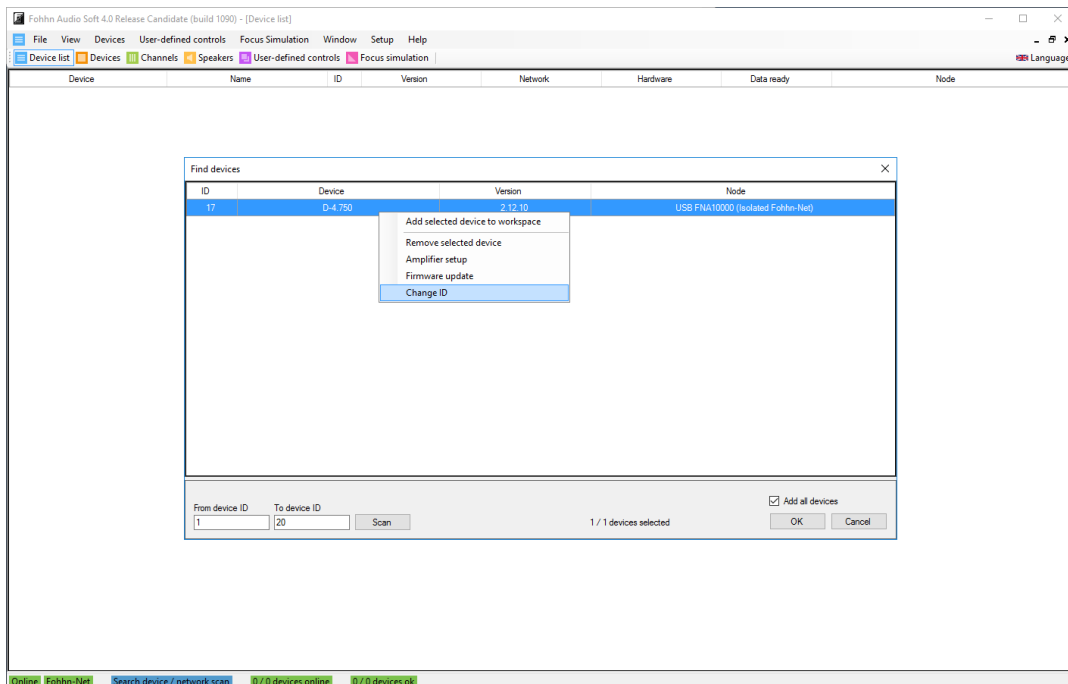 Fohhn Audio Soft 4.0 Release Candidate (build 1090) - [Device list]
File View Devices User-defined controls Focus Simulation Window Setup Help
Device list Devices Channels Speakers User-defined controls Focus simulation Language
Device Name ID Version Network Hardware Data ready Node
Find devices
ID Device Version Node
17 D-4.750 2.12.10 USB FNA10000 (Isolated Fohhn-Net)
Add selected device to workspace
Remove selected device
Amplifier setup
Firmware update
Change ID
Add all devices
From device ID To device ID
1 20 Scan 1 / 1 devices selected OK Cancel
Online Fohhn-Net Search device / network scan 0 / 0 devices online 0 / 0 devices ok